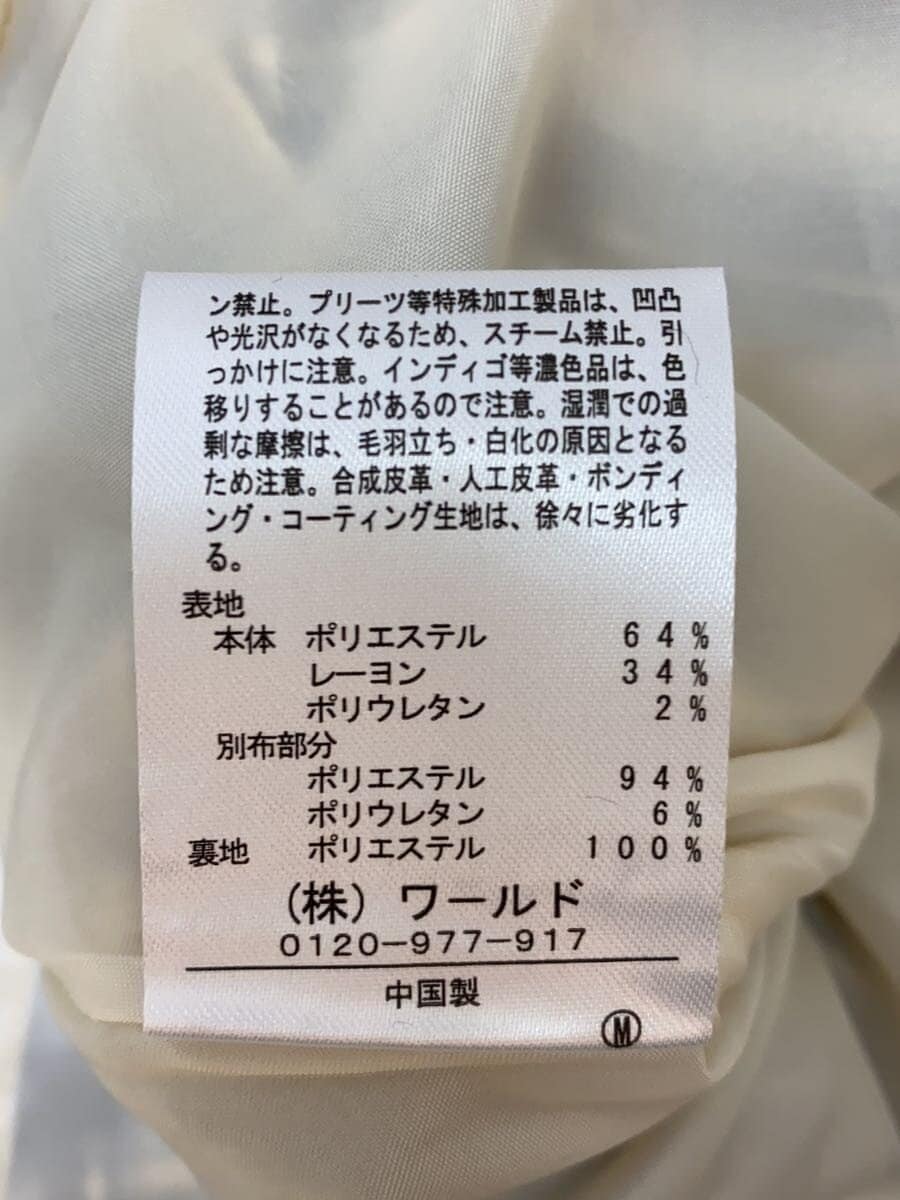 ン禁止。プリーツ等特殊加工製品は、凹凸
や光沢がなくなるため、スチーム禁止。引
っかけに注意。インディゴ等濃色品は、色
移りすることがあるので注意。湿潤での過
剰な摩擦は、毛羽立ち・白化の原因となる
ため注意。合成皮革・人工皮革・ボンディ
ング・コーティング生地は、徐々に劣化す
る。
表地
本体 ポリエステル 64%
レーヨン 34%
ポリウレタン 2%
別布部分
ポリエステル 94%
ポリウレタン 6%
裏地 ポリエステル 100%
(株) ワールド
0120-977-917
中国製
Ⓜ